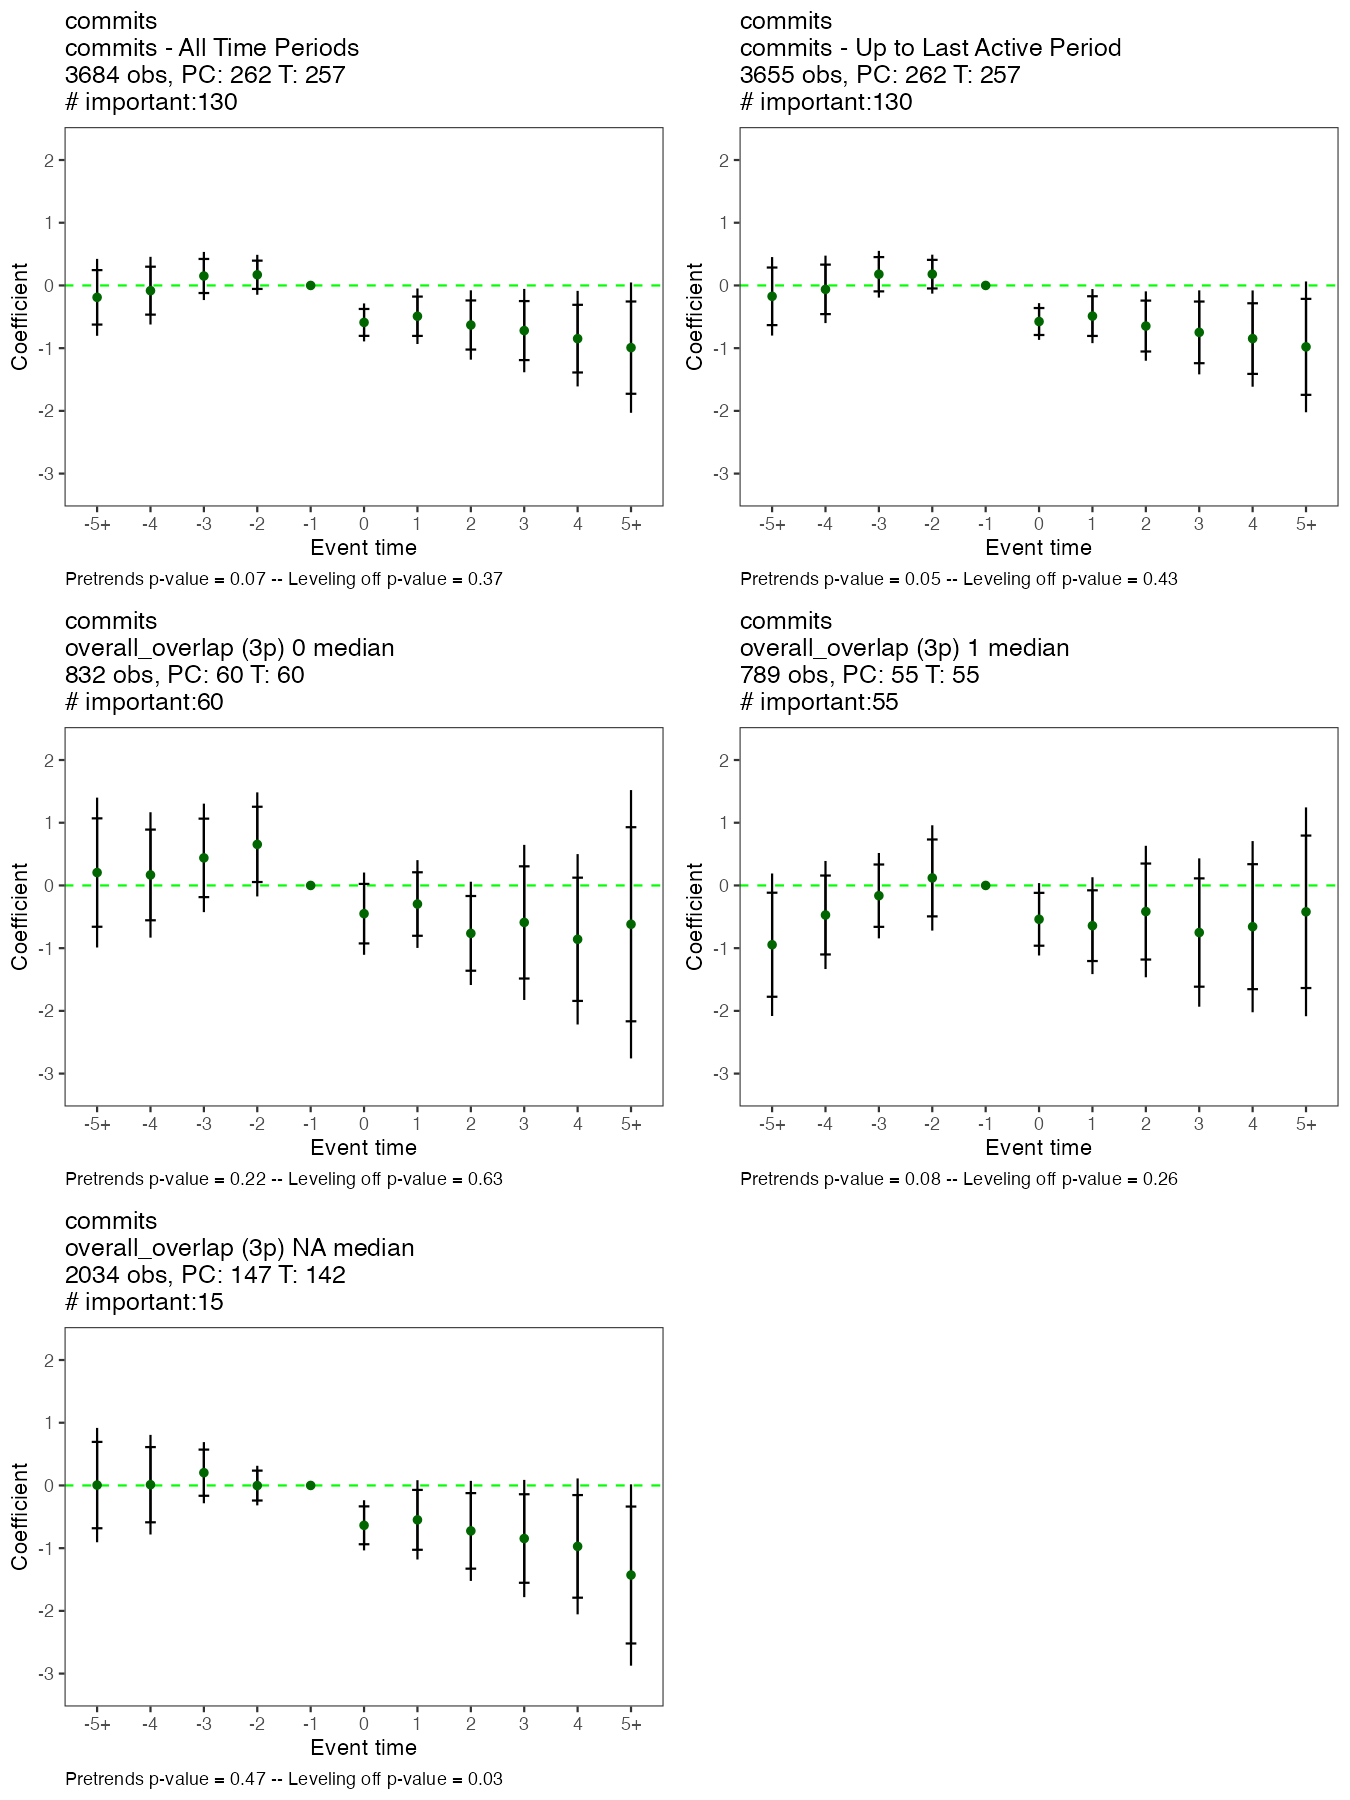 commits
commits - All Time Periods
3684 obs, PC: 262 T: 257
# important:130
Coefficient
2
1
0
-1
-2
-3
-5+ -4 -3 -2 -1 0 1 2 3 4 5+
Event time
Pretrends p-value = 0.07 -- Leveling off p-value = 0.37
commits
commits - Up to Last Active Period
3655 obs, PC: 262 T: 257
# important:130
Coefficient
2
1
0
-1
-2
-3
-5+ -4 -3 -2 -1 0 1 2 3 4 5+
Event time
Pretrends p-value = 0.05 -- Leveling off p-value = 0.43
commits
overall_overlap (3p) 0 median
832 obs, PC: 60 T: 60
# important:60
Coefficient
2
1
0
-1
-2
-3
-5+ -4 -3 -2 -1 0 1 2 3 4 5+
Event time
Pretrends p-value = 0.22 -- Leveling off p-value = 0.63
commits
overall_overlap (3p) 1 median
789 obs, PC: 55 T: 55
# important:55
Coefficient
2
1
0
-1
-2
-3
-5+ -4 -3 -2 -1 0 1 2 3 4 5+
Event time
Pretrends p-value = 0.08 -- Leveling off p-value = 0.26
commits
overall_overlap (3p) NA median
2034 obs, PC: 147 T: 142
# important:15
Coefficient
2
1
0
-1
-2
-3
-5+ -4 -3 -2 -1 0 1 2 3 4 5+
Event time
Pretrends p-value = 0.47 -- Leveling off p-value = 0.03